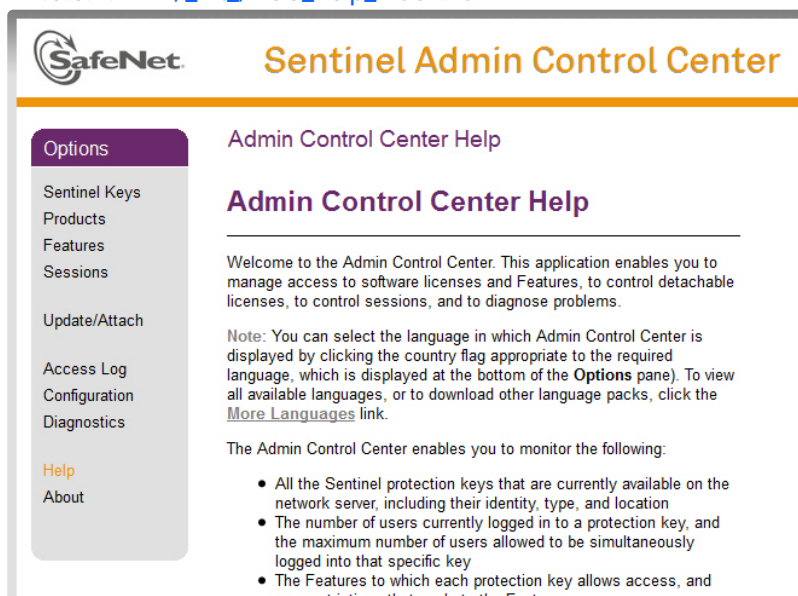 SafeNet.
Sentinel Admin Control Center
Options
Sentinel Keys
Products
Features
Sessions
Update/Attach
Access Log
Configuration
Diagnostics
Help
About
Admin Control Center Help
Admin Control Center Help
Welcome to the Admin Control Center. This application enables you to
manage access to software licenses and Features, to control detachable
licenses, to control sessions, and to diagnose problems.
Note: You can select the language in which Admin Control Center is
displayed by clicking the country flag appropriate to the required
language, which is displayed at the bottom of the Options pane). To view
all available languages, or to download other language packs, click the
More Languages link.
The Admin Control Center enables you to monitor the following:
● All the Sentinel protection keys that are currently available on the
network server, including their identity, type, and location
● The number of users currently logged in to a protection key, and
the maximum number of users allowed to be simultaneously
logged into that specific key
● The Features to which each protection key allows access, and